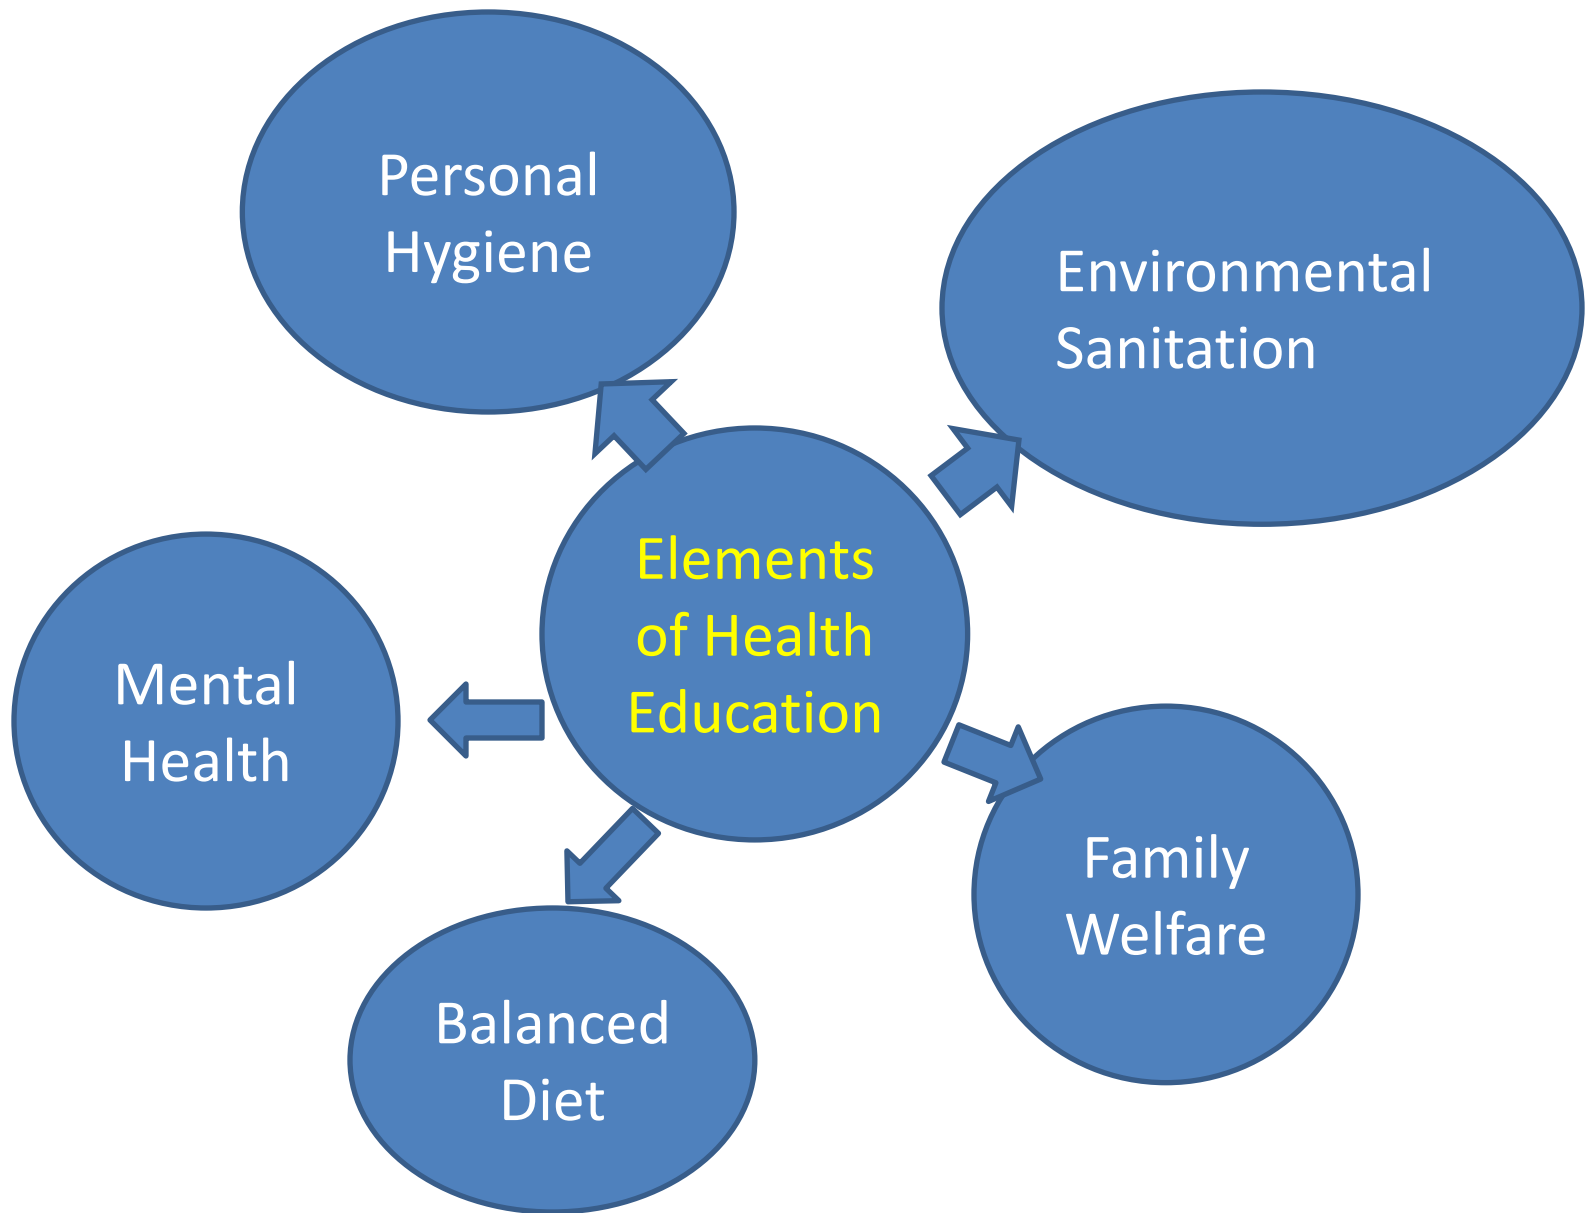 Personal
Hygiene
Environmental
Sanitation
Elements
of Health
Education
Mental
Health
Family
Welfare
Balanced
Diet